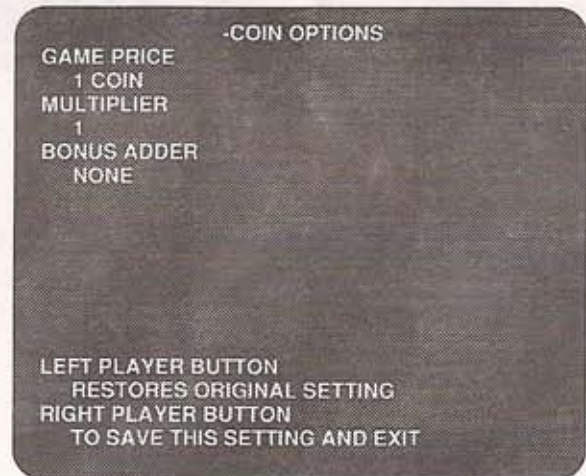 -COIN OPTIONS
GAME PRICE
1 COIN
MULTIPLIER
1
BONUS ADDER
NONE
LEFT PLAYER BUTTON
RESTORES ORIGINAL SETTING
RIGHT PLAYER BUTTON
TO SAVE THIS SETTING AND EXIT